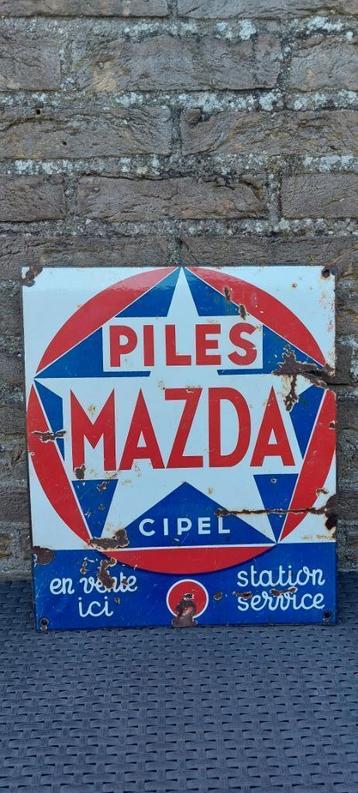 PILES
MAZDA
CIPEL
en vente
ici
station
service